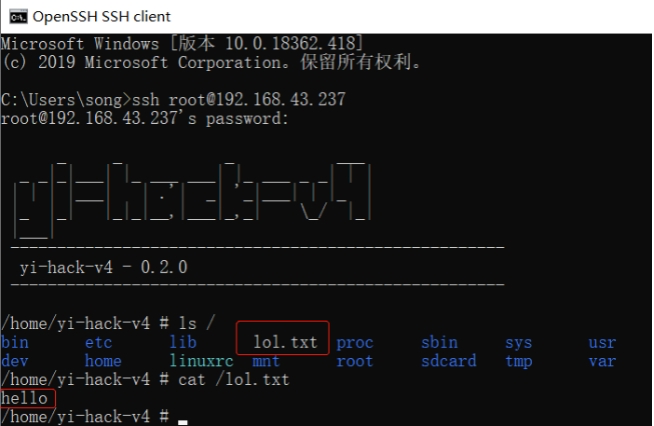 OpenSSH SSH client
Microsoft Windows [版本 10.0.18362.418]
(c) 2019 Microsoft Corporation。保留所有权利。
C:\Users\song>ssh root@192.168.43.237
root@192.168.43.237's password:
yi-hack-v4
yi-hack-v4 - 0.2.0
/home/yi-hack-v4 # ls /
bin etc lib lol.txt proc sbin sys usr
dev home linuxrc mnt root sdcard tmp var
/home/yi-hack-v4 # cat /lol.txt
hello
/home/yi-hack-v4 #